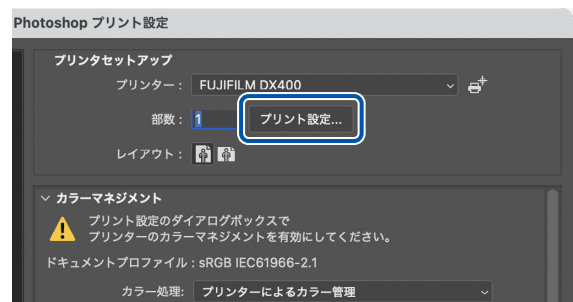 Photoshop プリント設定
プリンタセットアップ
プリンター： FUJIFILM DX400
部数： 1 プリント設定...
レイアウト：
カラーマネジメント
プリント設定のダイアログボックスで
プリンターのカラーマネジメントを有効にしてください。
ドキュメントプロファイル : sRGB IEC61966-2.1
カラー処理: プリンターによるカラー管理